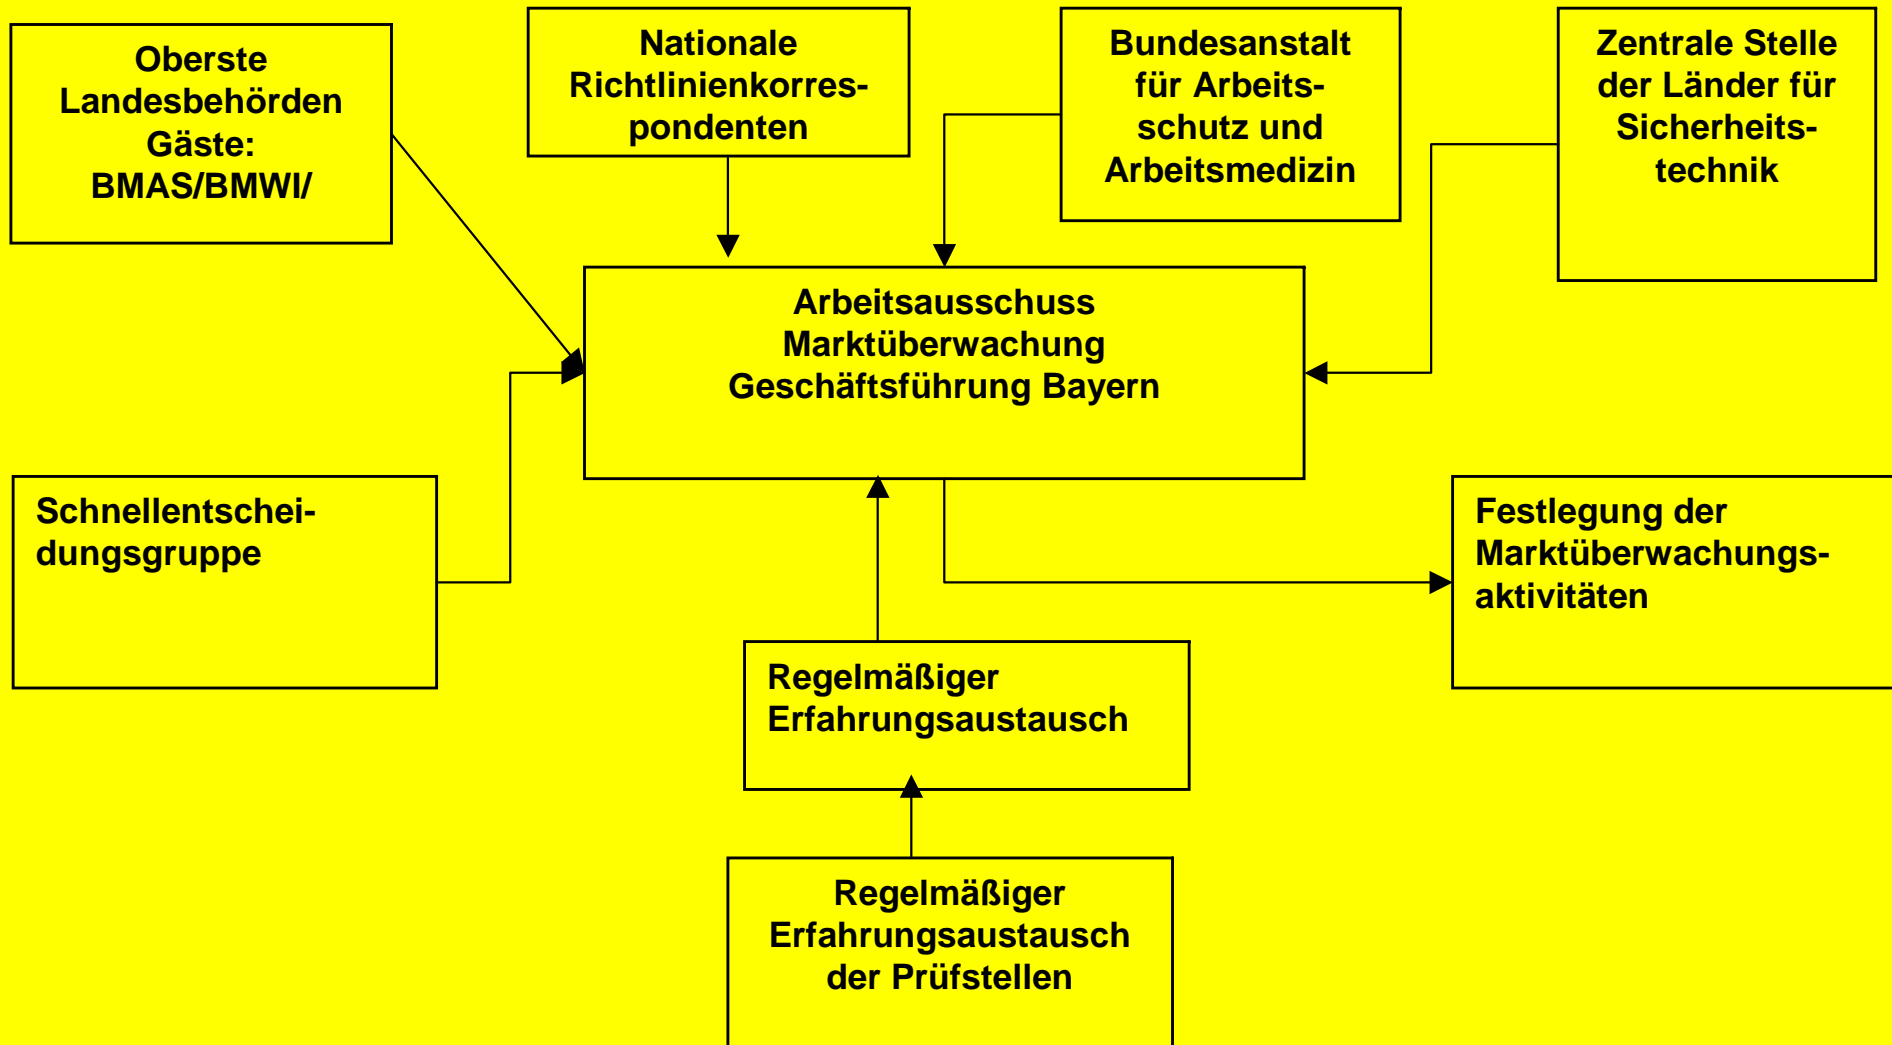 Oberste
Landesbehörden
Gäste:
BMAS/BMWI/
Nationale
Richtlinienkorres-
pondenten
Bundesanstalt
für Arbeits-
schutz und
Arbeitsmedizin
Zentrale Stelle
der Länder für
Sicherheits-
technik
Arbeitsausschuss
Marktüberwachung
Geschäftsführung Bayern
Schnellentschei-
dungsgruppe
Festlegung der
Marktüberwachungs-
aktivitäten
Regelmäßiger
Erfahrungsaustausch
Regelmäßiger
Erfahrungsaustausch
der Prüfstellen